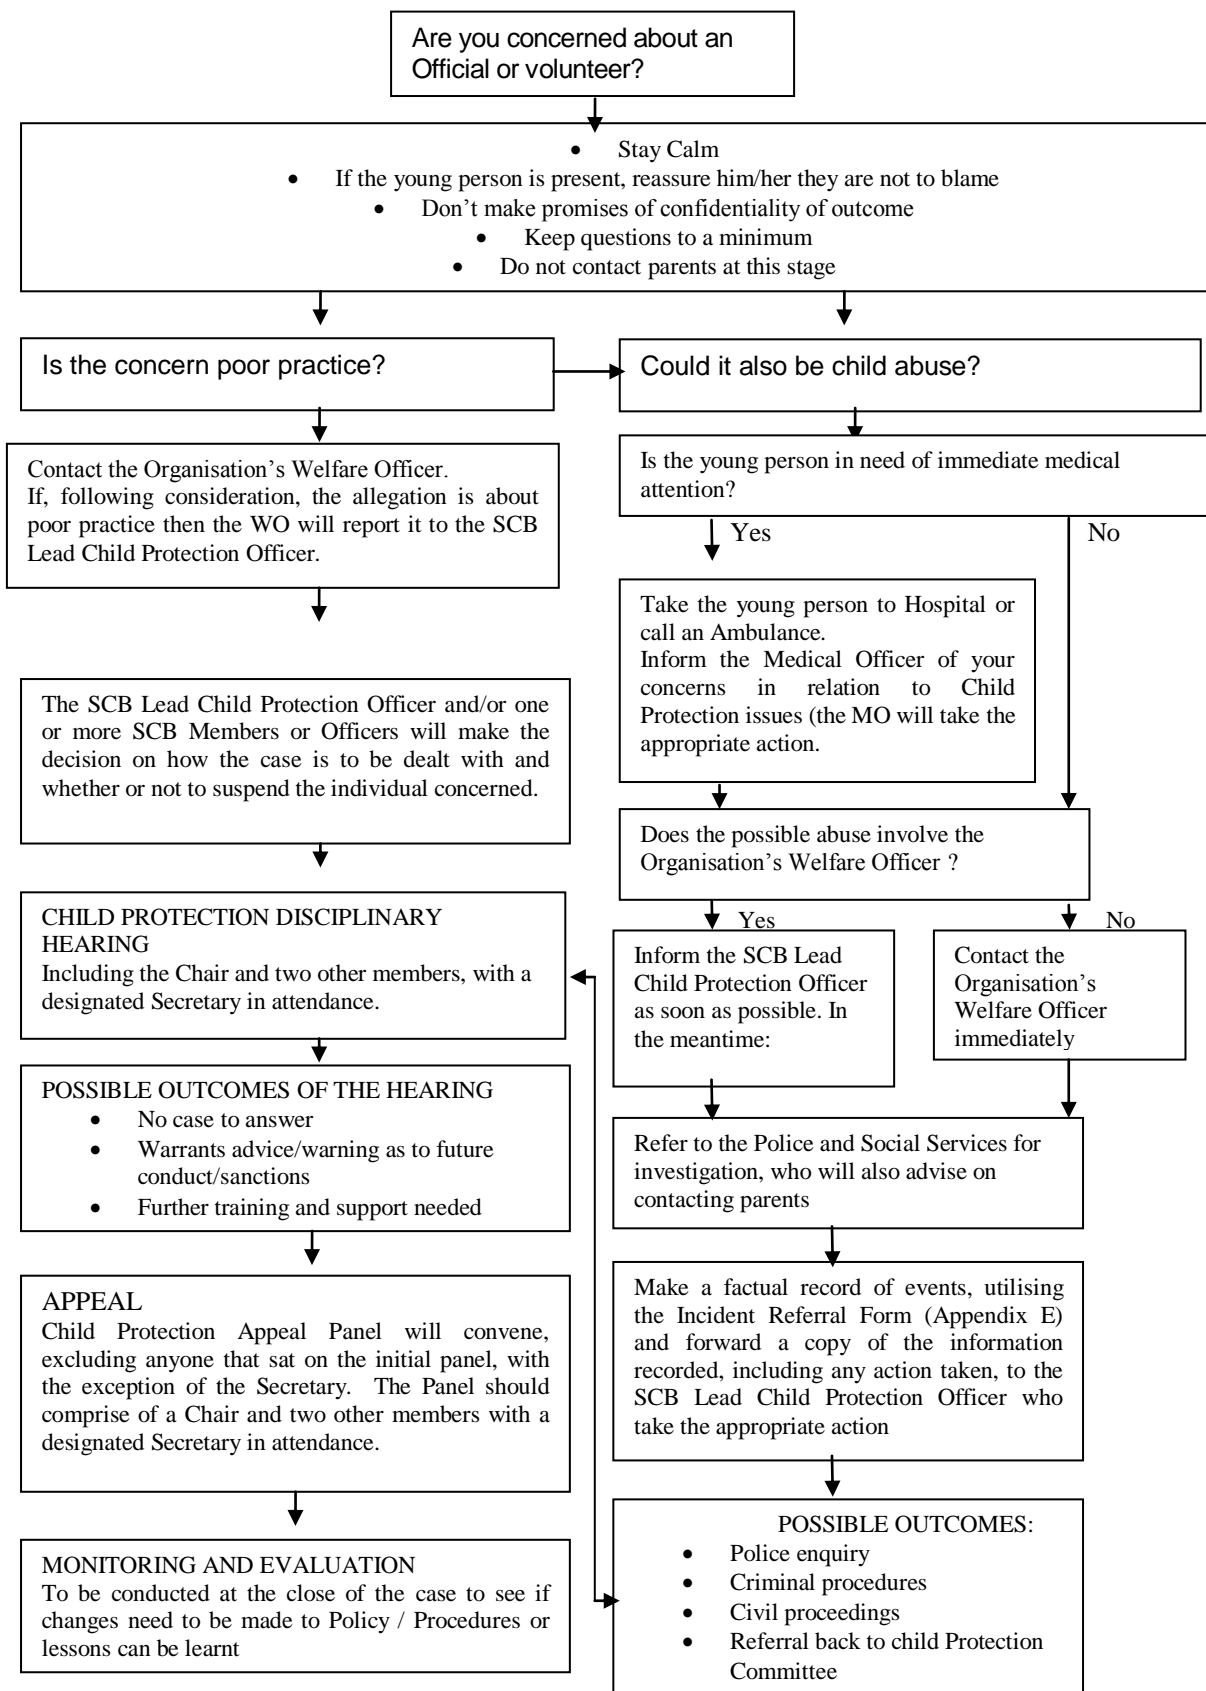 Are you concerned about an
Official or volunteer?
• Stay Calm
• If the young person is present, reassure him/her they are not to blame
• Don’t make promises of confidentiality of outcome
• Keep questions to a minimum
• Do not contact parents at this stage
Is the concern poor practice?
Could it also be child abuse?
Contact the Organisation’s Welfare Officer.
If, following consideration, the allegation is about
poor practice then the WO will report it to the SCB
Lead Child Protection Officer.
Is the young person in need of immediate medical
attention?
Yes
No
Take the young person to Hospital or
call an Ambulance.
Inform the Medical Officer of your
concerns in relation to Child
Protection issues (the MO will take the
appropriate action.
The SCB Lead Child Protection Officer and/or one
or more SCB Members or Officers will make the
decision on how the case is to be dealt with and
whether or not to suspend the individual concerned.
Does the possible abuse involve the
Organisation’s Welfare Officer ?
Yes
No
CHILD PROTECTION DISCIPLINARY
HEARING
Including the Chair and two other members, with a
designated Secretary in attendance.
Inform the SCB Lead
Child Protection Officer
as soon as possible. In
the meantime:
Contact the
Organisation’s
Welfare Officer
immediately
POSSIBLE OUTCOMES OF THE HEARING
• No case to answer
• Warrants advice/warning as to future
conduct/sanctions
• Further training and support needed
Refer to the Police and Social Services for
investigation, who will also advise on
contacting parents
APPEAL
Child Protection Appeal Panel will convene,
excluding anyone that sat on the initial panel, with
the exception of the Secretary. The Panel should
comprise of a Chair and two other members with a
designated Secretary in attendance.
Make a factual record of events, utilising
the Incident Referral Form (Appendix E)
and forward a copy of the information
recorded, including any action taken, to the
SCB Lead Child Protection Officer who
take the appropriate action
MONITORING AND EVALUATION
To be conducted at the close of the case to see if
changes need to be made to Policy / Procedures or
lessons can be learnt
POSSIBLE OUTCOMES:
• Police enquiry
• Criminal procedures
• Civil proceedings
• Referral back to child Protection
Committee